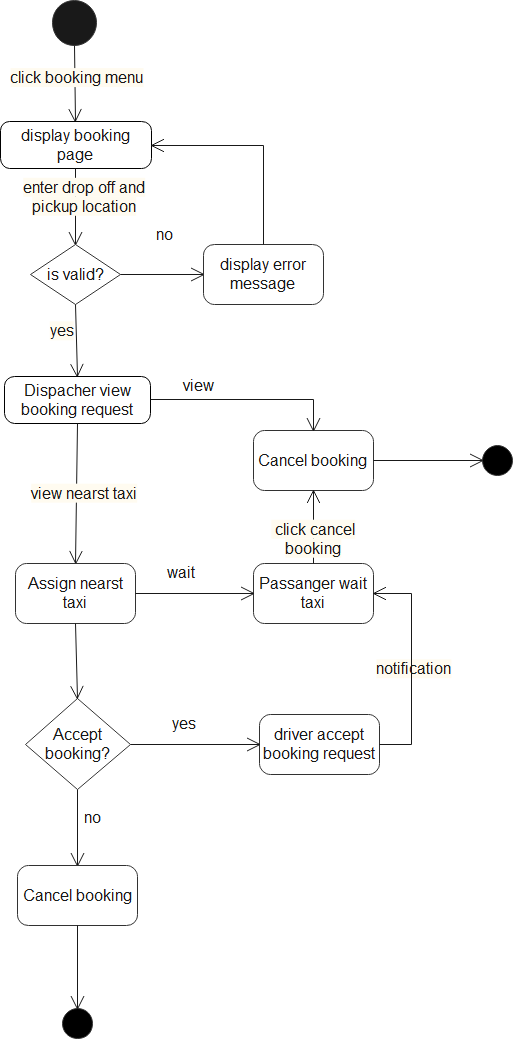 click booking menu
display booking
page
enter drop off and
pickup location
no
is valid?
display error
message
yes
Dispacher view
booking request
view
Cancel booking
view nearst taxi
click cancel
booking
Assign nearst
taxi
wait
Passanger wait
taxi
notification
Accept
booking?
yes
driver accept
booking request
no
Cancel booking